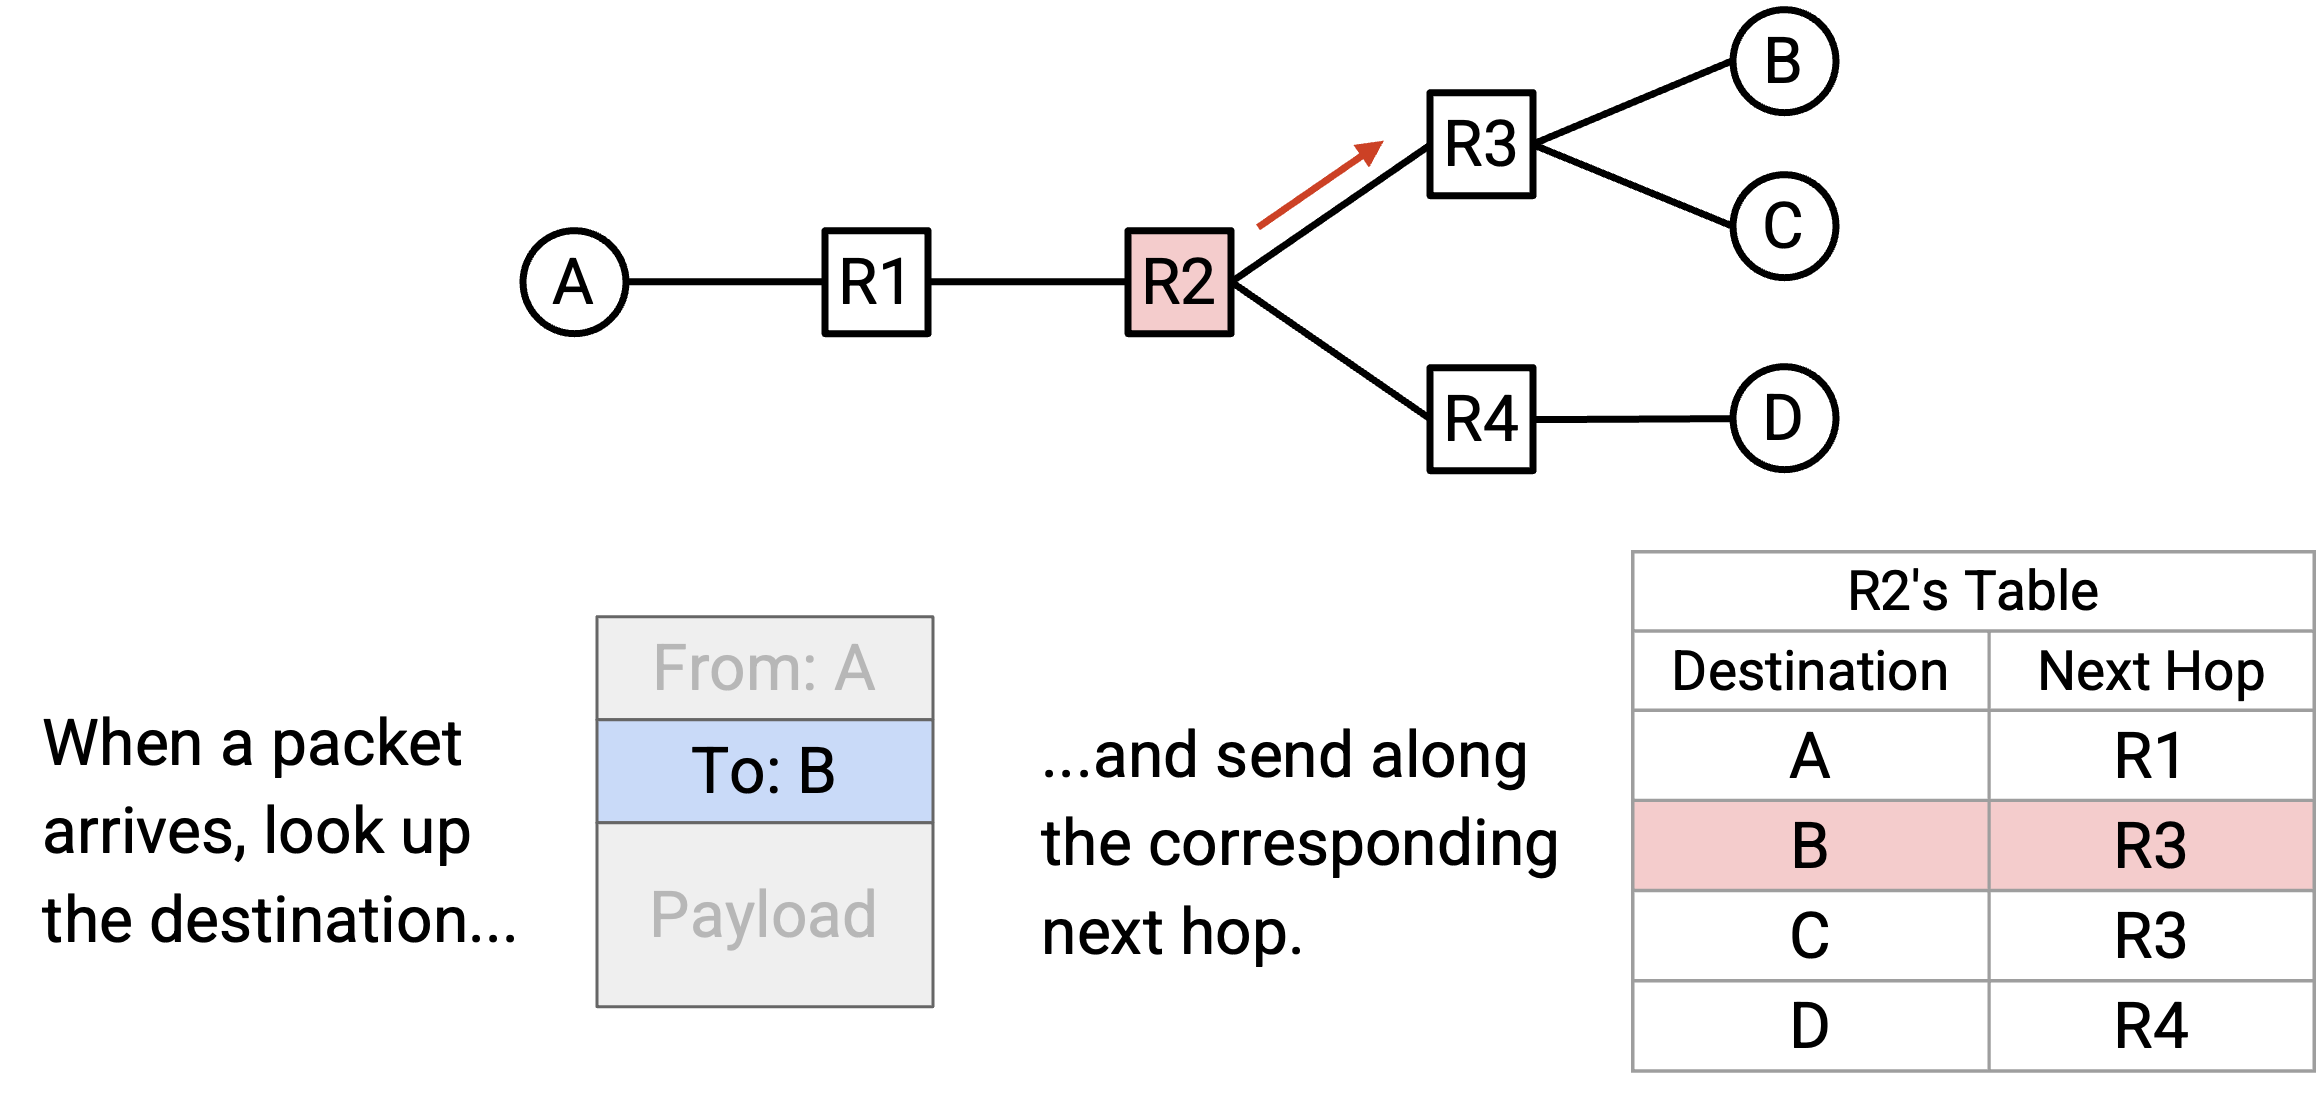 B
R3
C
A
R1
R2
R4
D
When a packet
arrives, look up
the destination...
From: A
To: B
Payload
...and send along
the corresponding
next hop.
R2's Table
Destination Next Hop
A R1
B R3
C R3
D R4